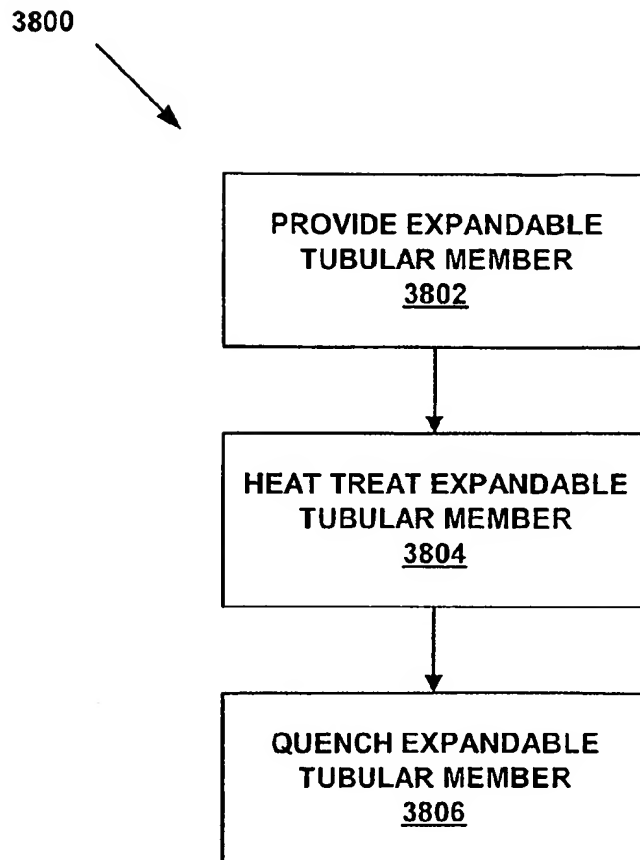 3800
PROVIDE EXPANDABLE
TUBULAR MEMBER
3802
HEAT TREAT EXPANDABLE
TUBULAR MEMBER
3804
QUENCH EXPANDABLE
TUBULAR MEMBER
3806